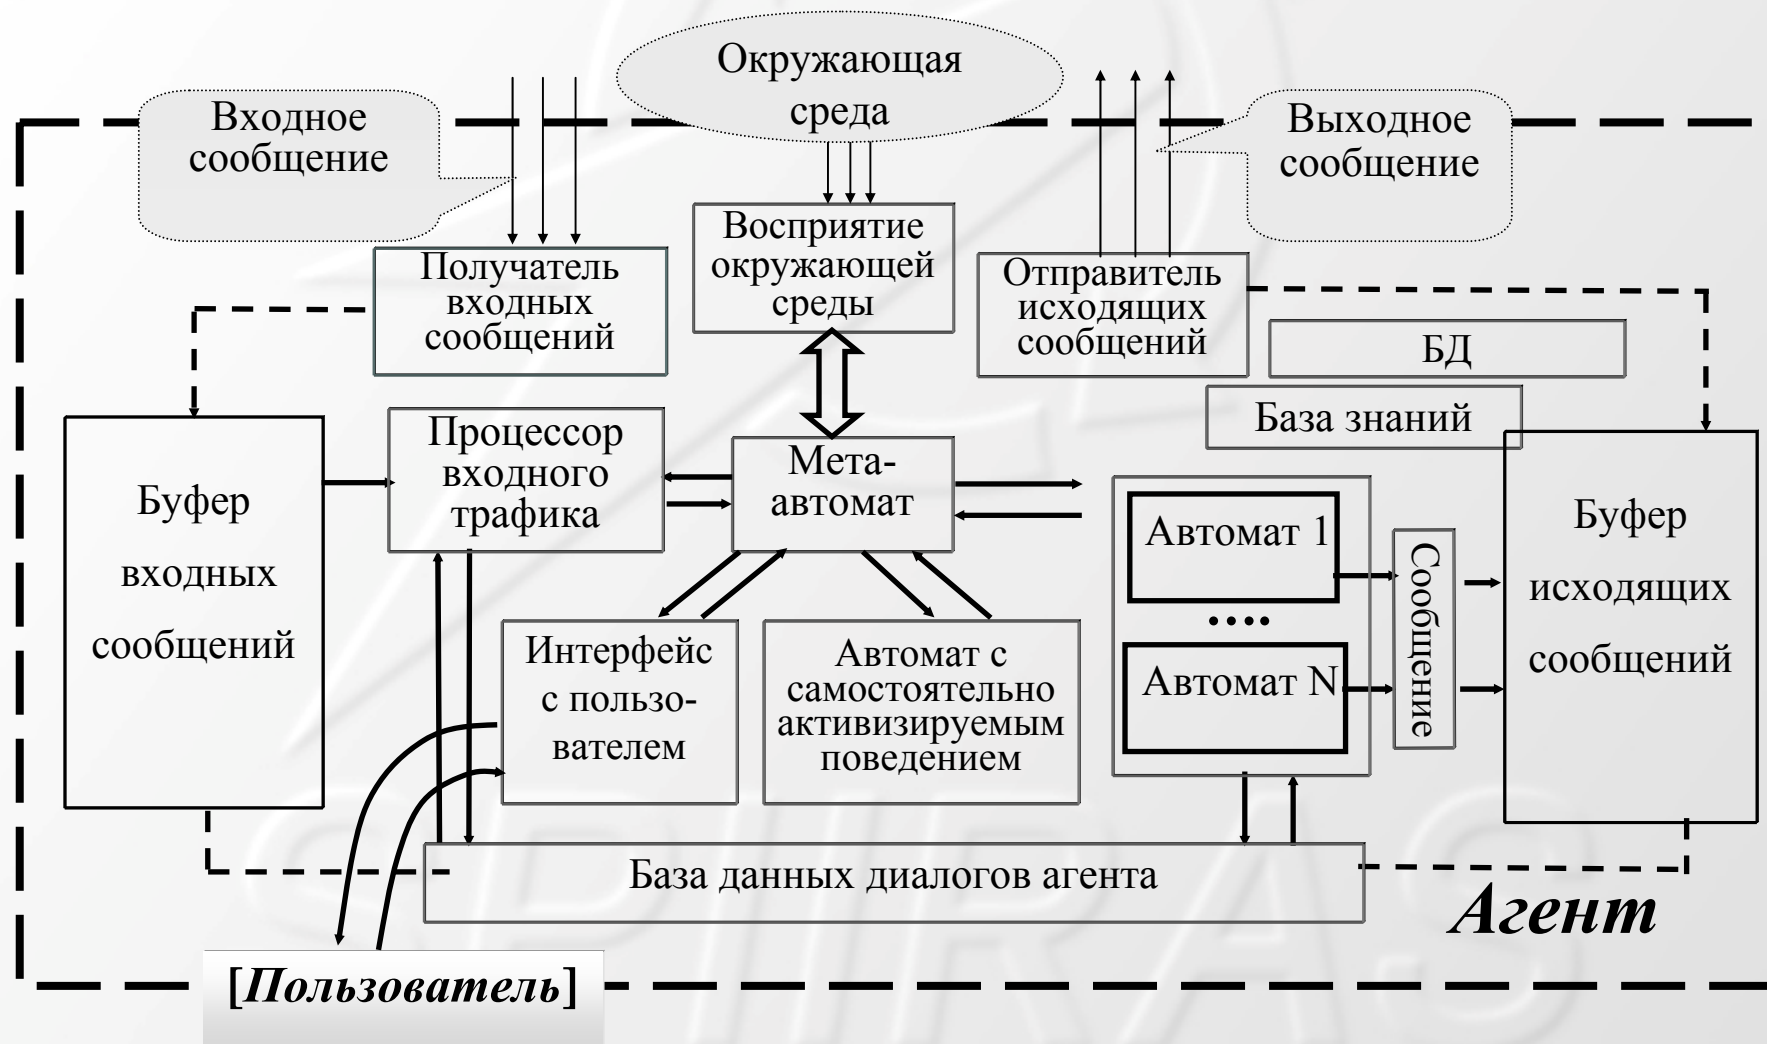 Окружающая
среда
Входное
сообщение
Выходное
сообщение
Получатель
входных
сообщений
Восприятие
окружающей
среды
Отправитель
исходящих
сообщений
БД
База знаний
Буфер
входных
сообщений
Процессор
входного
трафика
Мета-
автомат
Автомат 1
....
Автомат N
Сообщение
Буфер
исходящих
сообщений
Интерфейс
с пользо-
вателем
Автомат с
самостоятельно
активизируемым
поведением
База данных диалогов агента
Агент
[Пользователь]
SPIIRAS